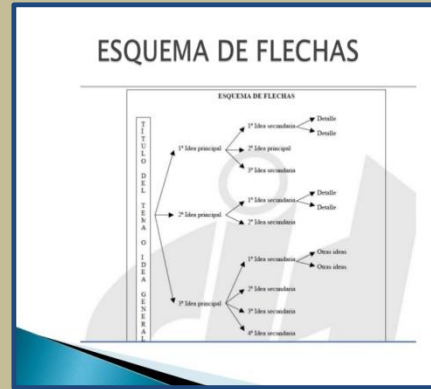 ESQUEMA DE FLECHAS
ESQUEMA DE FLECHAS
TÍTULO DEL TEMA O IDEA GENERAL
1ª Idea principal
1ª Idea secundaria
Detalle
Detalle
2ª Idea principal
3ª Idea secundaria
2ª Idea principal
1ª Idea secundaria
Detalle
Detalle
2ª Idea secundaria
3ª Idea principal
1ª Idea secundaria
Otras ideas
Otras ideas
2ª Idea secundaria
3ª Idea secundaria
4ª Idea secundaria